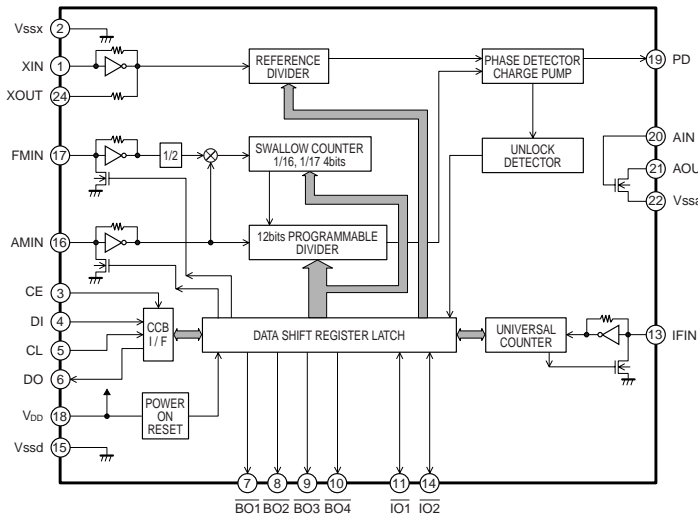 Vssx
2
XIN
1
XOUT
24
REFERENCE
DIVIDER
PHASE DETECTOR
CHARGE PUMP
19
PD
FMIN
17
1/2
SWALLOW COUNTER
1/16, 1/17 4bits
UNLOCK
DETECTOR
20
AIN
21
AOU
22
Vssa
AMIN
16
12bits PROGRAMMABLE
DIVIDER
CE
3
DI
4
CL
5
DO
6
CCB
I / F
DATA SHIFT REGISTER LATCH
UNIVERSAL
COUNTER
13
IFIN
VDD
18
POWER
ON
RESET
Vssd
15
7
8
9
10
11
14
BO1 BO2 BO3 BO4 IO1 IO2